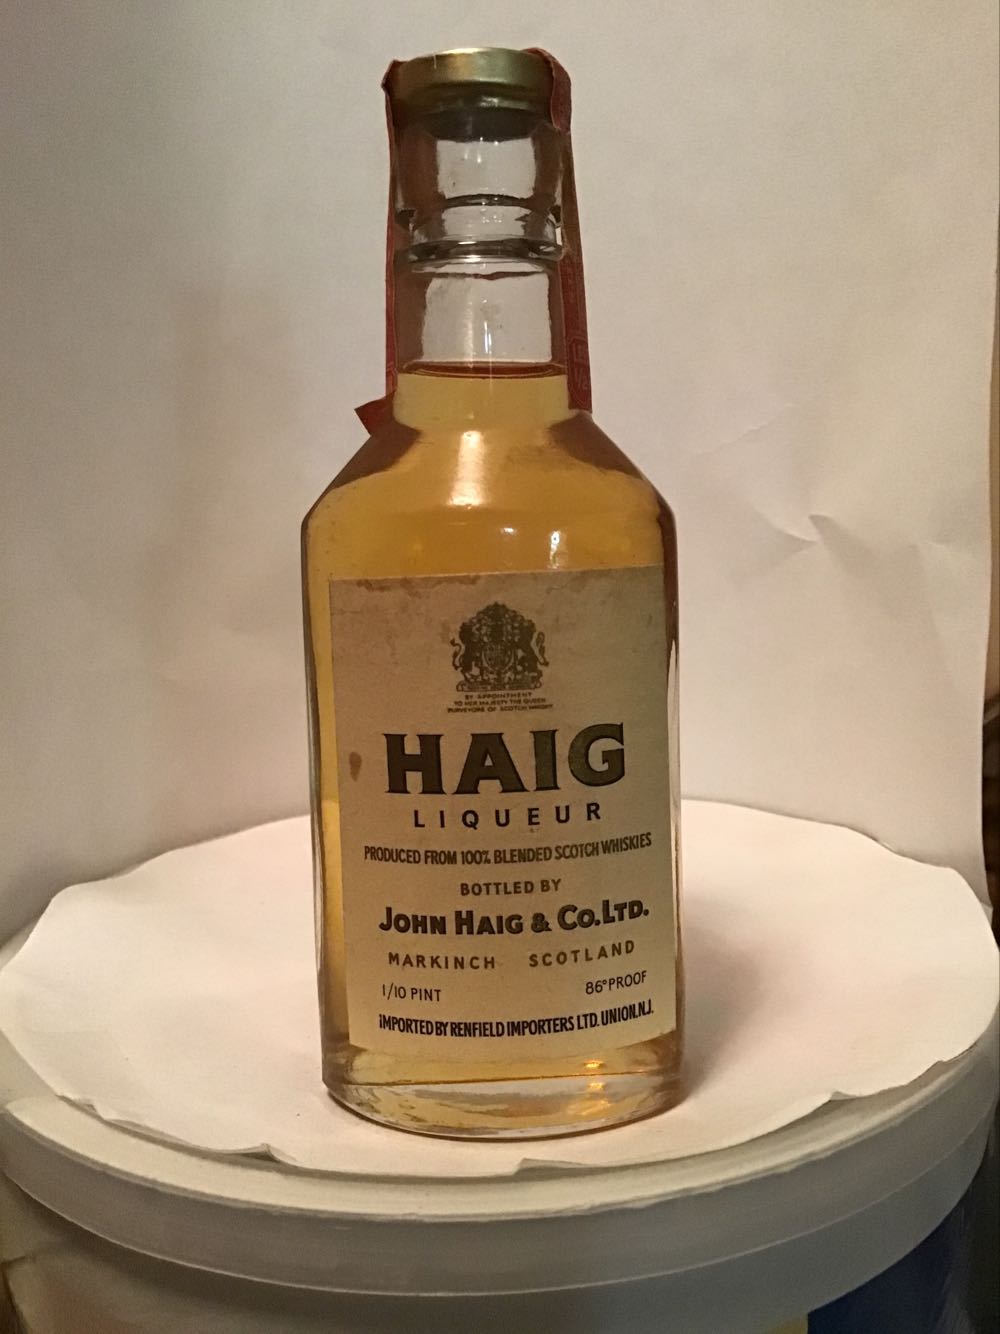 BY APPOINTMENT
TO HER MAJESTY THE QUEEN
PURVEYORS OF SCOTCH WHISKY
HAIG
LIQUEUR
PRODUCED FROM 100% BLENDED SCOTCH WHISKIES
BOTTLED BY
JOHN HAIG & CO. LTD.
MARKINCH SCOTLAND
1/10 PINT 86° PROOF
IMPORTED BY RENFIELD IMPORTERS LTD. UNION.N.J.